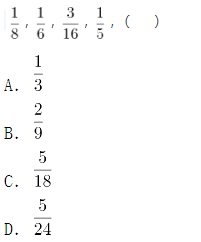 1/8, 1/6, 3/16, 1/5, (　)
A. 1/3
B. 2/9
C. 5/18
D. 5/24